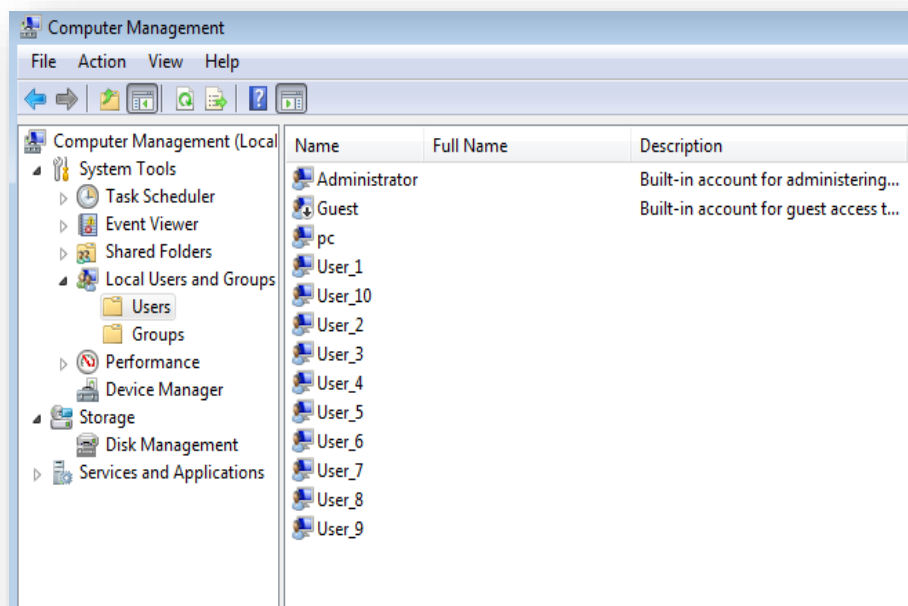 Computer Management
File Action View Help
Computer Management (Local
System Tools
Task Scheduler
Event Viewer
Shared Folders
Local Users and Groups
Users
Groups
Performance
Device Manager
Storage
Disk Management
Services and Applications
Name Full Name Description
Administrator Built-in account for administering...
Guest Built-in account for guest access t...
pc
User_1
User_10
User_2
User_3
User_4
User_5
User_6
User_7
User_8
User_9